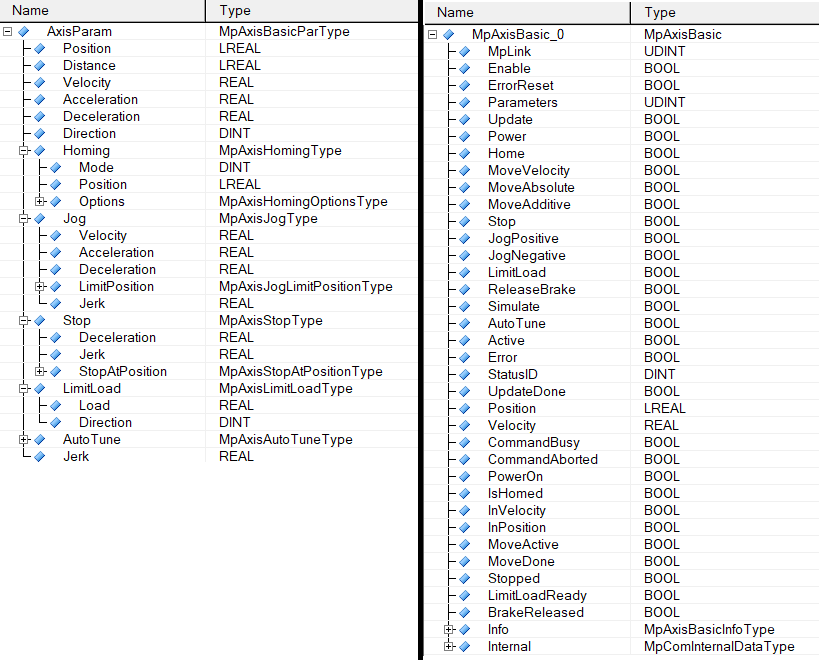 Name Type
AxisParam MpAxisBasicParType
Position LREAL
Distance LREAL
Velocity REAL
Acceleration REAL
Deceleration REAL
Direction DINT
Homing MpAxisHomingType
Mode DINT
Position LREAL
Options MpAxisHomingOptionsType
Jog MpAxisJogType
Velocity REAL
Acceleration REAL
Deceleration REAL
LimitPosition MpAxisJogLimitPositionType
Jerk REAL
Stop MpAxisStopType
Deceleration REAL
Jerk REAL
StopAtPosition MpAxisStopAtPositionType
LimitLoad MpAxisLimitLoadType
Load REAL
Direction DINT
AutoTune MpAxisAutoTuneType
Jerk REAL
Name Type
MpAxisBasic_0 MpAxisBasic
MpLink UDINT
Enable BOOL
ErrorReset BOOL
Parameters UDINT
Update BOOL
Power BOOL
Home BOOL
MoveVelocity BOOL
MoveAbsolute BOOL
MoveAdditive BOOL
Stop BOOL
JogPositive BOOL
JogNegative BOOL
LimitLoad BOOL
ReleaseBrake BOOL
Simulate BOOL
AutoTune BOOL
Active BOOL
Error BOOL
StatusID DINT
UpdateDone BOOL
Position LREAL
Velocity REAL
CommandBusy BOOL
CommandAborted BOOL
PowerOn BOOL
IsHomed BOOL
InVelocity BOOL
InPosition BOOL
MoveActive BOOL
MoveDone BOOL
Stopped BOOL
LimitLoadReady BOOL
BrakeReleased BOOL
Info MpAxisBasicInfoType
Internal MpComInternalDataType